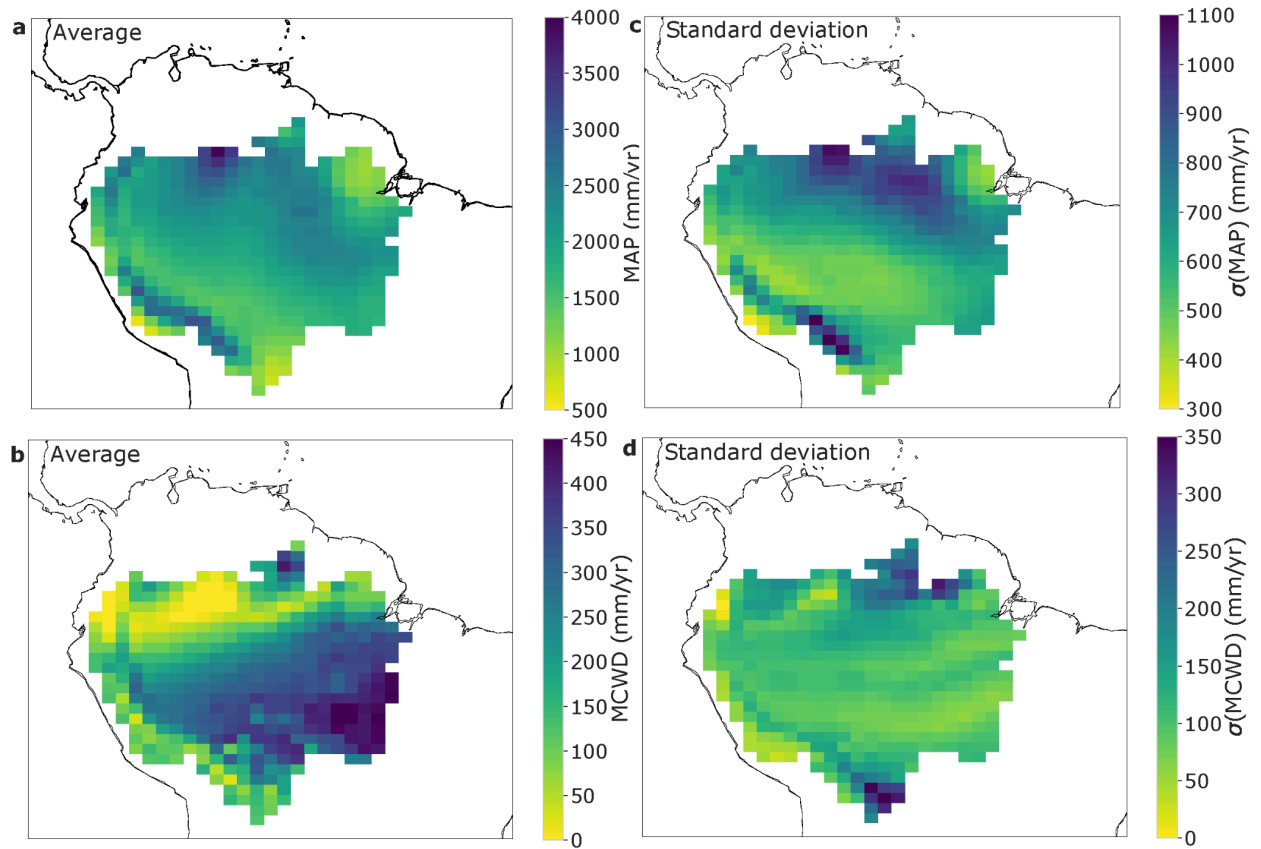 a
Average
4000
3500
3000
2500
2000
1500
1000
500
MAP (mm/yr)
c
Standard deviation
1100
1000
900
800
700
600
500
400
300
σ(MAP) (mm/yr)
b
Average
450
400
350
300
250
200
150
100
50
0
MCWD (mm/yr)
d
Standard deviation
350
300
250
200
150
100
50
0
σ(MCWD) (mm/yr)